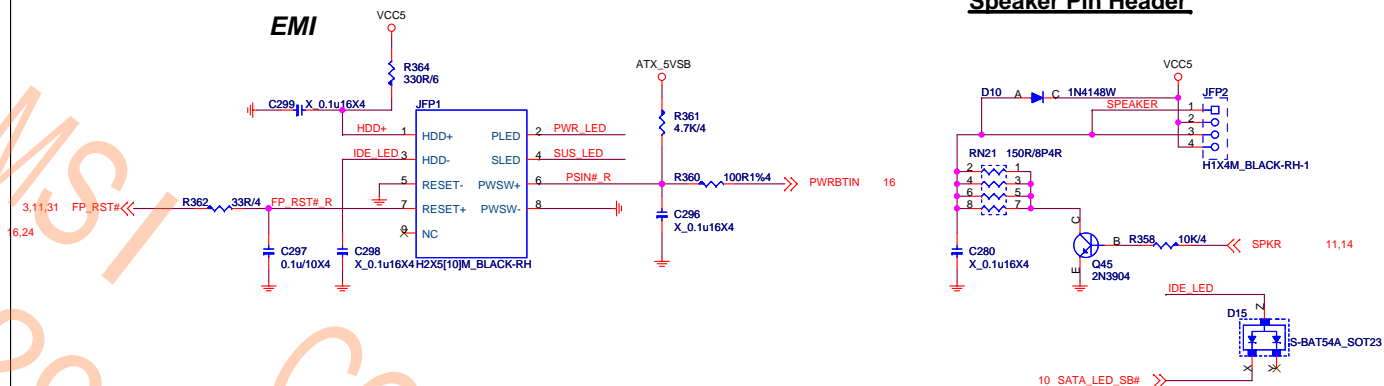 Speaker Pin Header
EMI
VCC5
R364
330R/6
C299 X_0.1u16X4
JFP1
HDD+ 1 HDD+ PLED 2 PWR_LED
IDE_LED 3 HDD- SLED 4 SUS_LED
5 RESET- PWSW+ 6 PSIN#_R
3,11,31 FP_RST# R362 33R/4 FP_RST#_R 7 RESET+ PWSW- 8
16,24
9 NC
C297
0.1u/10X4
C298
X_0.1u16X4
H2X5[10]M_BLACK-RH
ATX_5VSB
R361
4.7K/4
R360 100R1%4 PWRBTIN 16
C296
X_0.1u16X4
VCC5
D10 A C 1N4148W
JFP2
SPEAKER
1
2
3
4
H1X4M_BLACK-RH-1
RN21 150R/8P4R
2 1
4 3
6 5
8 7
C280
X_0.1u16X4
C
B
E
Q45
2N3904
R358 10K/4 SPKR 11,14
IDE_LED
Z
D15
S-BAT54A_SOT23
X Y
10 SATA_LED_SB#
MSI